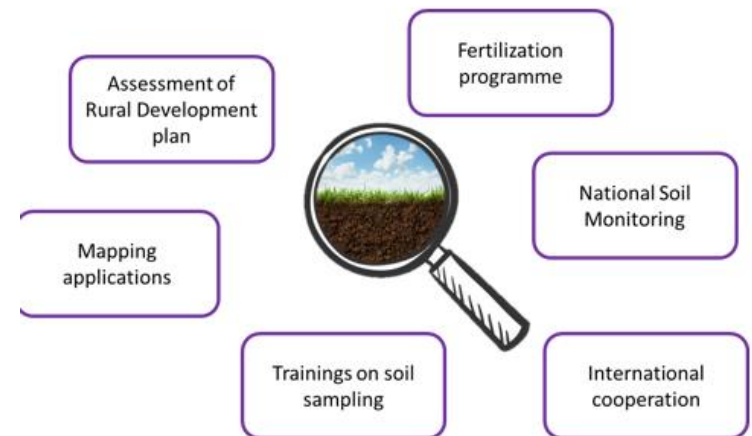 Fertilization
programme
Assessment of
Rural Development
plan
National Soil
Monitoring
Mapping
applications
Trainings on soil
sampling
International
cooperation